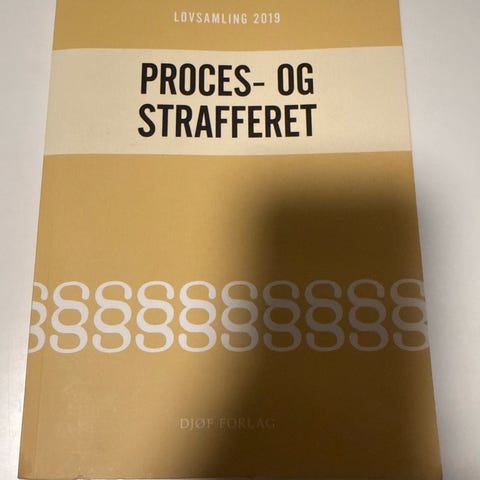 LOVSAMLING 2019
PROCES- OG
STRAFFERET
§§§§§§§§§§
DJØF FORLAG